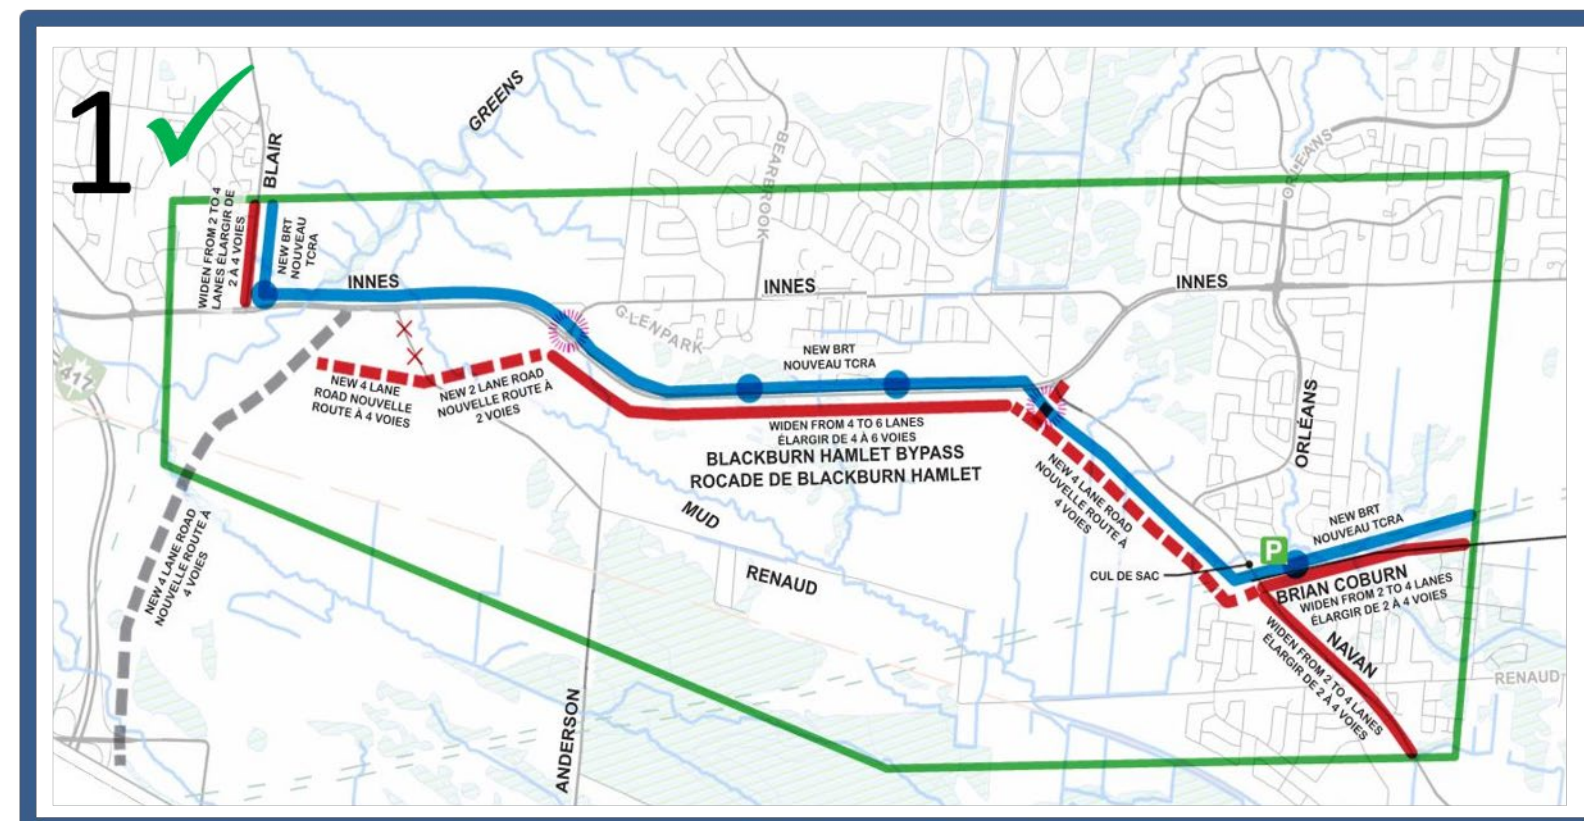 1
GREENS
BLAIR
WIDEN FROM 2 TO 4
LANES ÉLARGIR DE
2 À 4 VOIES
NEW BRT
NOUVEAU
TCRA
BEARBROOK
ORLEANS
INNES
INNES
INNES
GLENPARK
417
NEW 4 LANE
ROAD NOUVELLE
ROUTE À 4 VOIES
NEW 2 LANE ROAD
NOUVELLE ROUTE À
2 VOIES
NEW BRT
NOUVEAU TCRA
WIDEN FROM 4 TO 6 LANES
ÉLARGIR DE 4 À 6 VOIES
BLACKBURN HAMLET BYPASS
ROCADE DE BLACKBURN HAMLET
ORLÉANS
NEW 4 LANE ROAD
NOUVELLE ROUTE À
4 VOIES
NEW 4 LANE ROAD
NOUVELLE ROUTE À
4 VOIES
MUD
RENAUD
NEW BRT
NOUVEAU TCRA
P
CUL DE SAC
BRIAN COBURN
WIDEN FROM 2 TO 4 LANES
ÉLARGIR DE 2 À 4 VOIES
NAVAN
WIDEN FROM 2 TO 4 LANES
ÉLARGIR DE 2 À 4 VOIES
RENAUD
ANDERSON